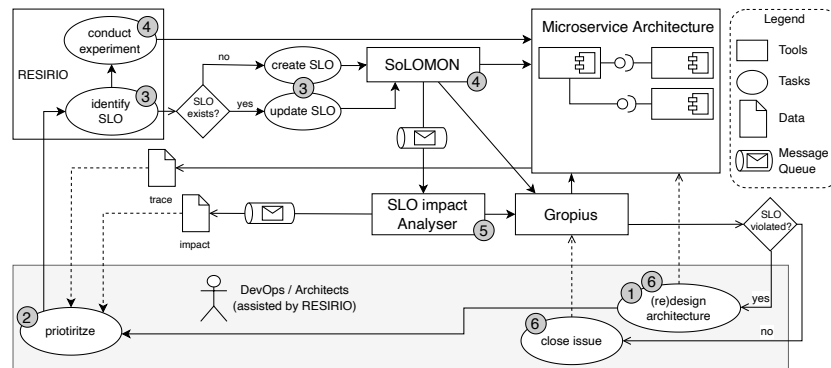 4
conduct
experiment
RESIRIO
3
identify
SLO
SLO
exists?
no
yes
create SLO
3
update SLO
SoLOMON
4
Microservice Architecture
Legend
Tools
Tasks
Data
Message
Queue
trace
impact
SLO impact
Analyser
5
Gropius
SLO
violated?
DevOps / Architects
(assisted by RESIRIO)
2
priotiritze
1
6
(re)design
architecture
yes
no
6
close issue